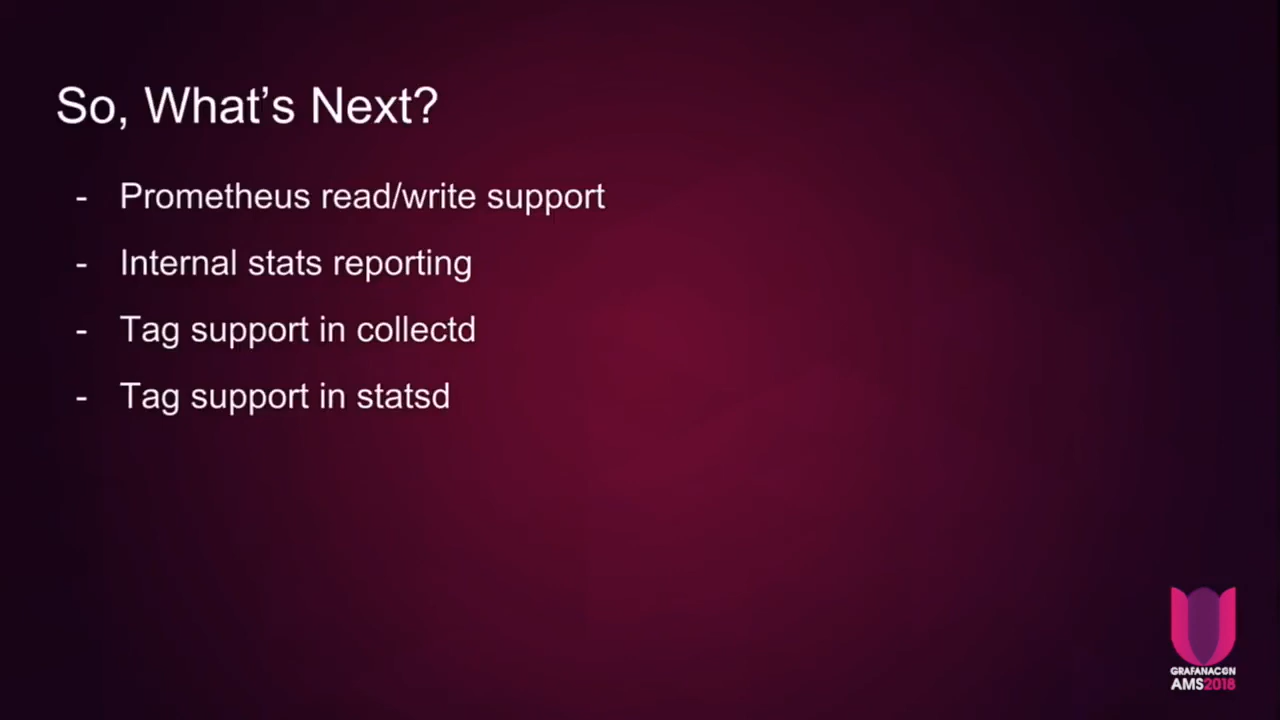 So, What's Next?
- Prometheus read/write support
- Internal stats reporting
- Tag support in collectd
- Tag support in statsd
GRAFANACON
AMS2018